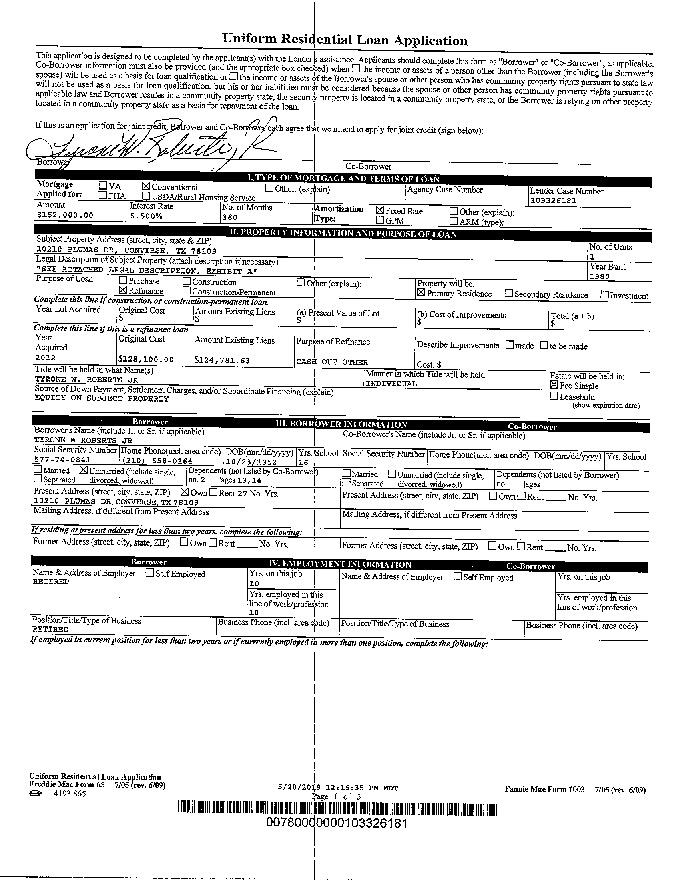 Uniform Residential Loan Application
This application is designed to be completed by the applicant(s) with the Lender's assistance. Applicants should complete this form as "Borrower" or "Co-Borrower", as applicable.
Co-Borrower information must also be provided (and the appropriate box checked) when ☐ the income or assets of a person other than the Borrower (including the Borrower's
spouse) will be used as a basis for loan qualification or ☐ the income or assets of the Borrower's spouse or other person who has community property rights pursuant to state law
will not be used as a basis for loan qualification, but his or her liabilities must be considered because the spouse or other person has community property rights pursuant to
applicable law and Borrower resides in a community property state, the security property is located in a community property state, or the Borrower is relying on other property
located in a community property state as a basis for repayment of the loan.
If this is an application for joint credit, Borrower and Co-Borrower each agree that we intend to apply for joint credit (sign below):
Borrower Co-Borrower
I. TYPE OF MORTGAGE AND TERMS OF LOAN
Mortgage Applied for: ☐ VA ☒ Conventional ☐ Other (explain) Agency Case Number Lender Case Number
☐ FHA ☐ USDA/Rural Housing Service 103326181
Amount Interest Rate No. of Months Amortization Type: ☒ Fixed Rate ☐ Other (explain):
$152,000.00 5.500% 360 ☐ GPM ☐ ARM (type):
II. PROPERTY INFORMATION AND PURPOSE OF LOAN
Subject Property Address (street, city, state & ZIP) No. of Units
10210 PLUMAS DR, CONVERSE, TX 78109 1
Legal Description of Subject Property (attach description if necessary) Year Built
"SEE ATTACHED LEGAL DESCRIPTION, EXHIBIT A"
Purpose of Loan ☐ Purchase ☐ Construction ☐ Other (explain): Property will be:
☒ Refinance ☐ Construction-Permanent ☒ Primary Residence ☐ Secondary Residence ☐ Investment
Complete this line if construction or construction-permanent loan.
Year Lot Acquired Original Cost Amount Existing Liens (a) Present Value of Lot (b) Cost of Improvements Total (a + b)
$ $ $ $ $
Complete this line if this is a refinance loan
Year Acquired Original Cost Amount Existing Liens Purpose of Refinance Describe Improvements ☐ made ☐ to be made
2012 $128,100.00 $124,781.63 CASH OUT OTHER Cost: $
Title will be held in what Name(s) Manner in which Title will be held Estate will be held in:
TYRONE W. ROBERTS JR INDIVIDUAL ☒ Fee Simple
Source of Down Payment, Settlement Charges, and/or Subordinate Financing (explain) ☐ Leasehold
EQUITY ON SUBJECT PROPERTY (show expiration date)
Borrower III. BORROWER INFORMATION Co-Borrower
Borrower's Name (include Jr. or Sr. if applicable) Co-Borrower's Name (include Jr. or Sr. if applicable)
TYRONE W ROBERTS JR
Social Security Number Home Phone (incl. area code) DOB (mm/dd/yyyy) Yrs. School Social Security Number Home Phone (incl. area code) DOB (mm/dd/yyyy) Yrs. School
16
☐ Married ☒ Unmarried (include single, Dependents (not listed by Co-Borrower) ☐ Married ☐ Unmarried (include single, Dependents (not listed by Borrower)
☐ Separated divorced, widowed) no. 2 ages 13,14 ☐ Separated divorced, widowed) no. ages
Present Address (street, city, state, ZIP) ☒ Own ☐ Rent 27 No. Yrs. Present Address (street, city, state, ZIP) ☐ Own ☐ Rent No. Yrs.
10210 PLUMAS DR, CONVERSE, TX 78109
Mailing Address, if different from Present Address Mailing Address, if different from Present Address
If residing at present address for less than two years, complete the following:
Former Address (street, city, state, ZIP) ☐ Own ☐ Rent No. Yrs. Former Address (street, city, state, ZIP) ☐ Own ☐ Rent No. Yrs.
Borrower IV. EMPLOYMENT INFORMATION Co-Borrower
Name & Address of Employer ☐ Self Employed Yrs. on this job Name & Address of Employer ☐ Self Employed Yrs. on this job
RETIRED 10
Yrs. employed in this line of work/profession Yrs. employed in this line of work/profession
10
Position/Title/Type of Business Business Phone (incl. area code) Position/Title/Type of Business Business Phone (incl. area code)
RETIRED
If employed in current position for less than two years or if currently employed in more than one position, complete the following:
Uniform Residential Loan Application
Freddie Mac Form 65 7/05 (rev. 6/09) 5/20/2019 12:16:35 PM MDT Fannie Mae Form 1003 7/05 (rev. 6/09)
Page 1 of 5
00780000000103326181